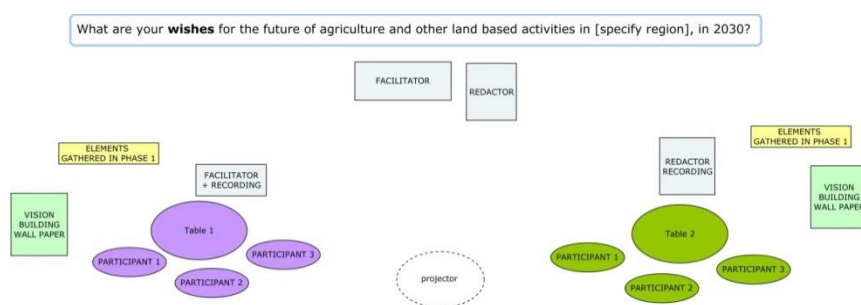 What are your wishes for the future of agriculture and other land based activities in [specify region], in 2030?
FACILITATOR
REDACTOR
ELEMENTS
GATHERED IN PHASE 1
FACILITATOR
+ RECORDING
VISION
BUILDING
WALL PAPER
Table 1
PARTICIPANT 1
PARTICIPANT 2
PARTICIPANT 3
projector
ELEMENTS
GATHERED IN PHASE 1
REDACTOR
RECORDING
VISION
BUILDING
WALL PAPER
Table 2
PARTICIPANT 1
PARTICIPANT 2
PARTICIPANT 3